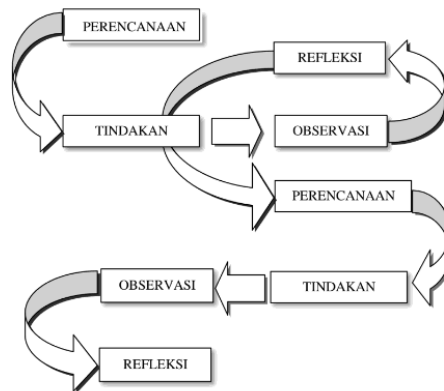 PERENCANAAN
REFLEKSI
TINDAKAN
OBSERVASI
PERENCANAAN
OBSERVASI
TINDAKAN
REFLEKSI